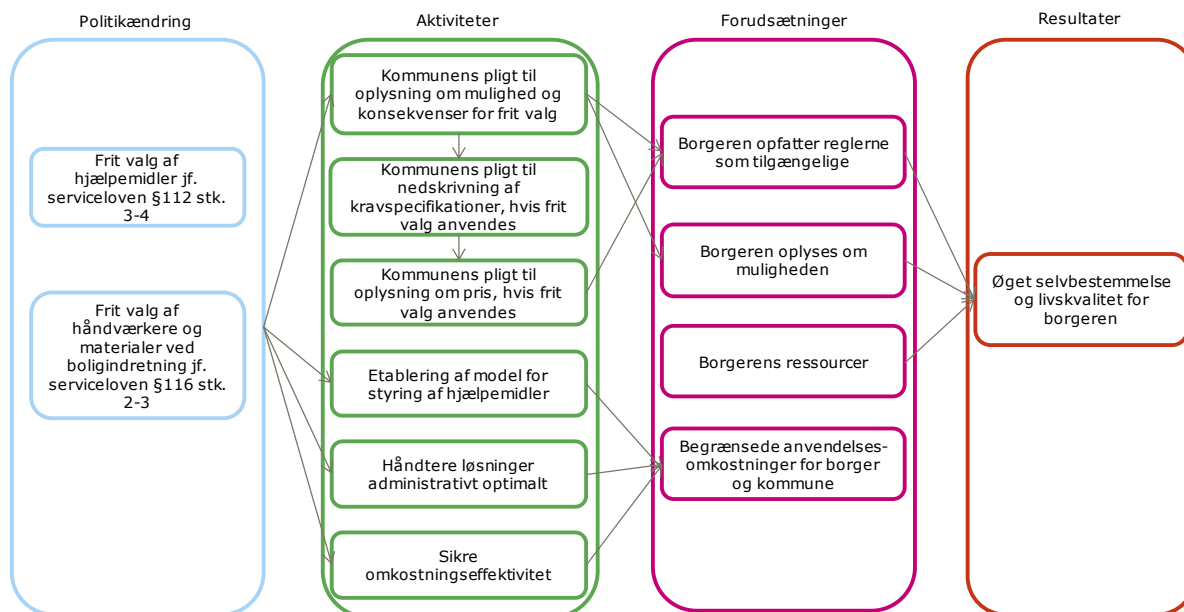 Politikændring
Frit valg af
hjælpemidler jf.
serviceloven §112 stk.
3-4
Frit valg af
håndværkere og
materialer ved
boligindretning jf.
serviceloven §116 stk.
2-3
Aktiviteter
Kommunens pligt til
oplysning om mulighed og
konsekvenser for frit valg
Kommunens pligt til
nedskrivning af
kravspecifikationer, hvis frit
valg anvendes
Kommunens pligt til
oplysning om pris, hvis frit
valg anvendes
Etablering af model for
styring af hjælpemidler
Håndtere løsninger
administrativt optimalt
Sikre
omkostningseffektivitet
Forudsætninger
Borgeren opfatter reglerne
som tilgængelige
Borgeren oplyses om
muligheden
Borgerens ressourcer
Begrænsede anvendelses-
omkostninger for borger
og kommune
Resultater
Øget selvbestemmelse
og livskvalitet for
borgeren